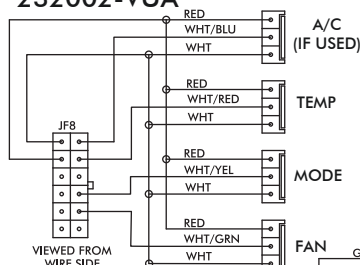 232002-VUA
RED
WHT/BLU
WHT
A/C
(IF USED)
RED
WHT/RED
WHT
TEMP
JF8
RED
WHT/YEL
WHT
MODE
RED
WHT/GRN
WHT
FAN
VIEWED FROM
WIRE SIDE
G